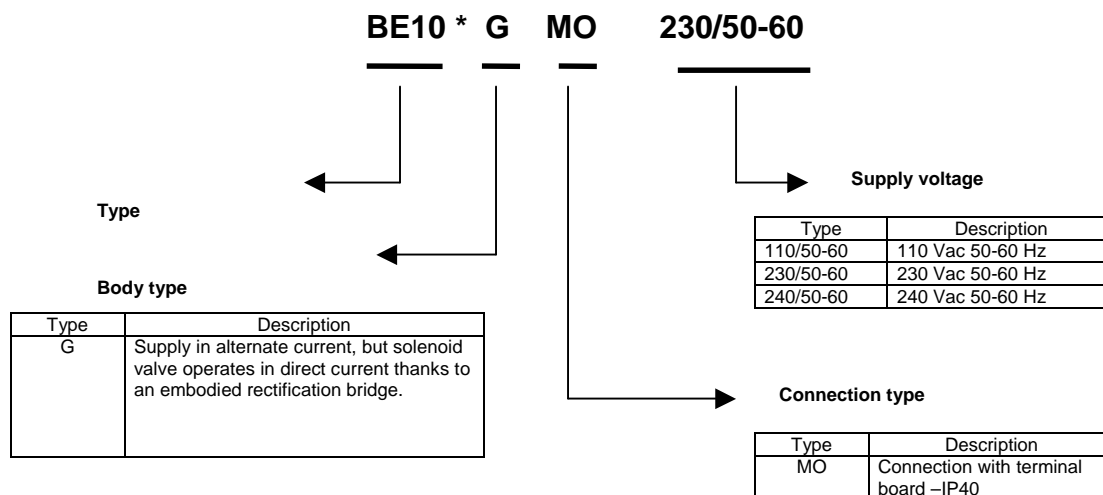 BE10 * G MO 230/50-60
Supply voltage
Type
Type Description
110/50-60 110 Vac 50-60 Hz
230/50-60 230 Vac 50-60 Hz
240/50-60 240 Vac 50-60 Hz
Body type
Type Description
G Supply in alternate current, but solenoid
valve operates in direct current thanks to
an embodied rectification bridge.
Connection type
Type Description
MO Connection with terminal
board –IP40